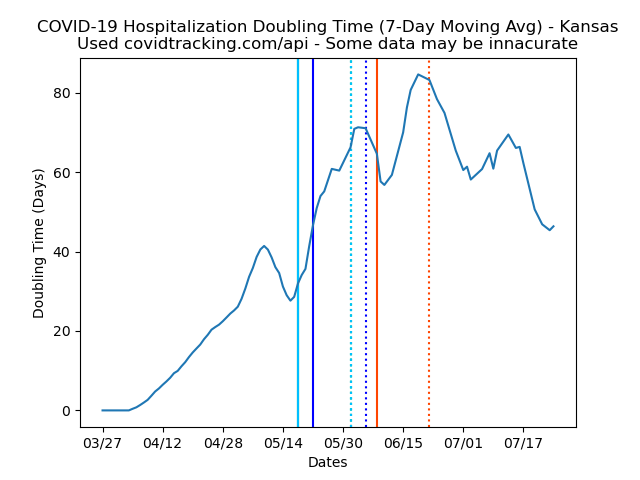 COVID-19 Hospitalization Doubling Time (7-Day Moving Avg) - Kansas
Used covidtracking.com/api - Some data may be innacurate
Doubling Time (Days)
80
60
40
20
0
03/27 04/12 04/28 05/14 05/30 06/15 07/01 07/17
Dates